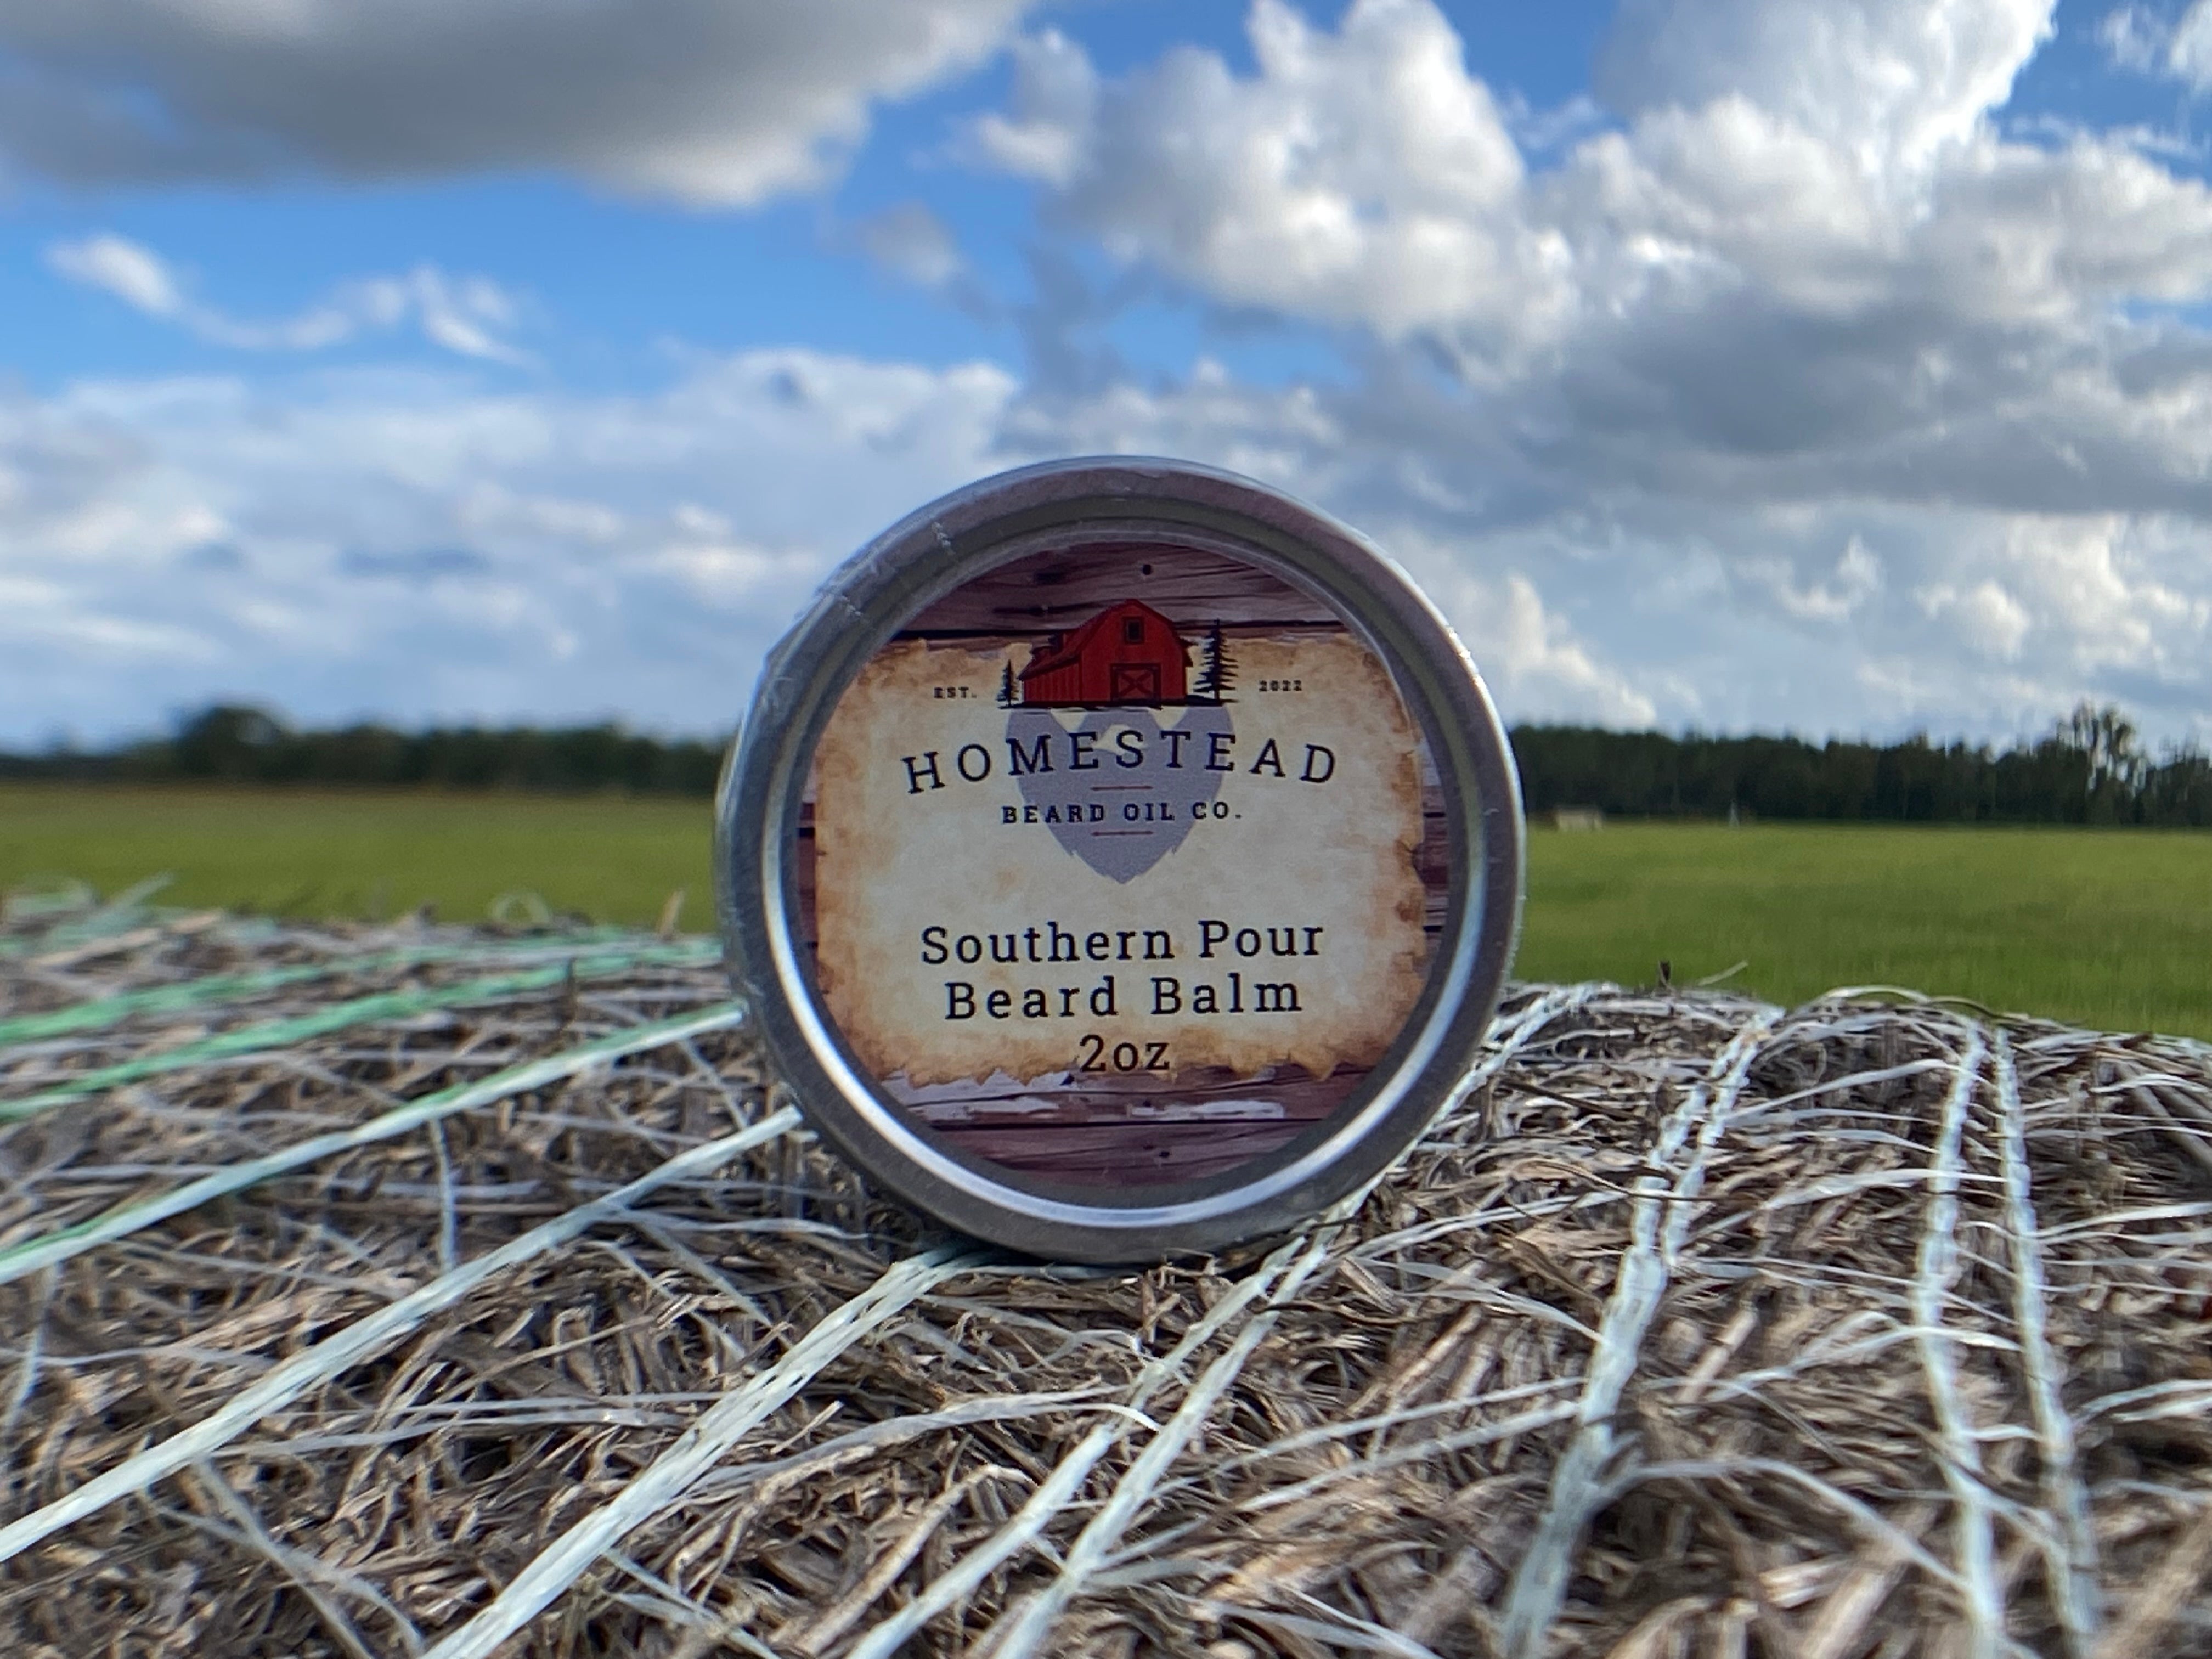 EST. 2022
HOMESTEAD
BEARD OIL CO.
Southern Pour
Beard Balm
2oz